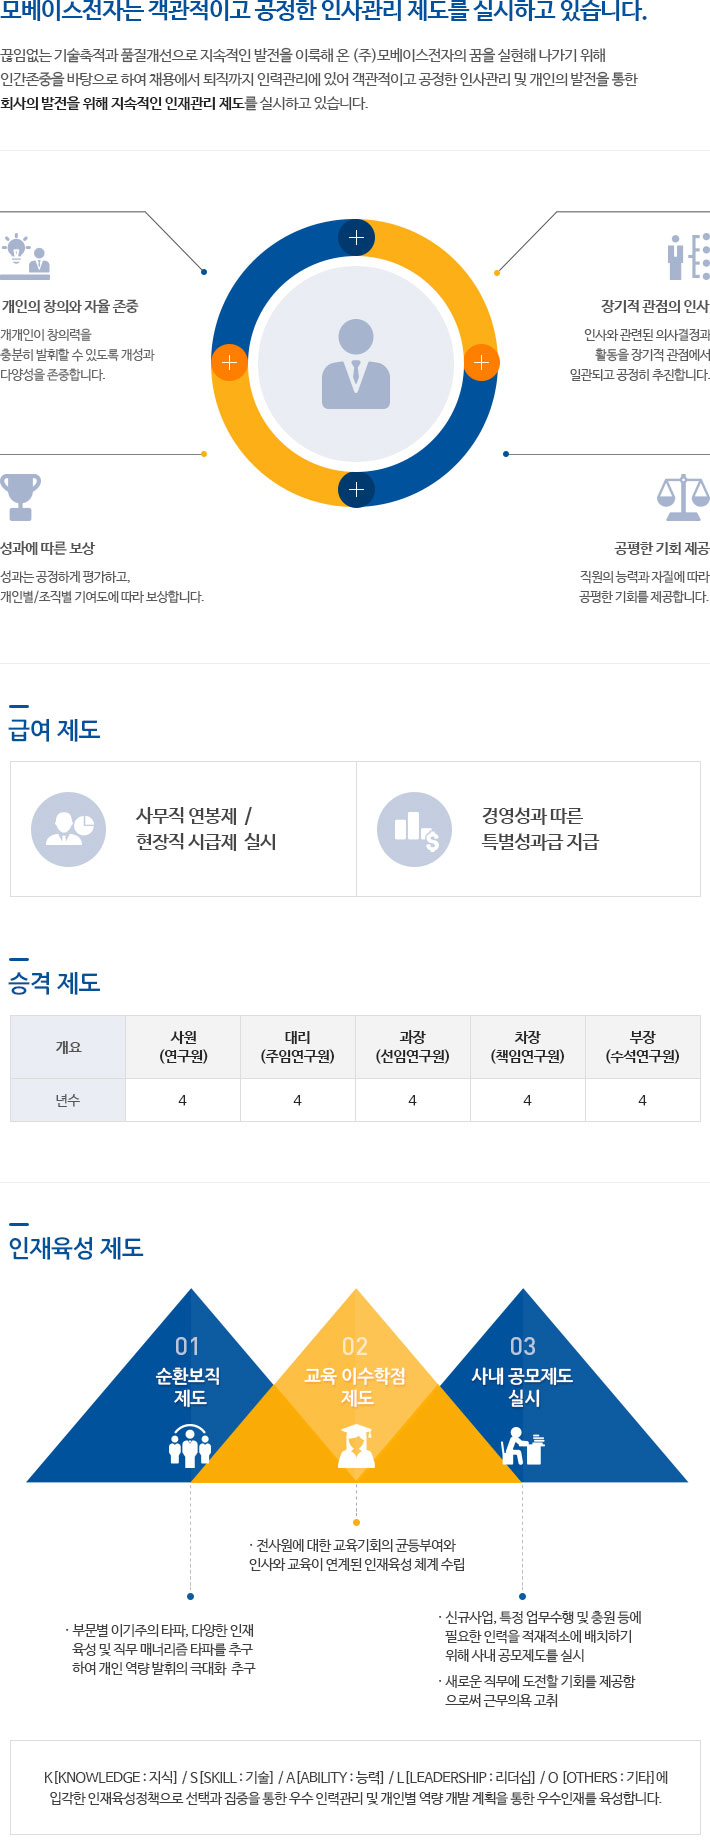 모베이스전자는 객관적이고 공정한 인사관리 제도를 실시하고 있습니다.
끊임없는 기술축적과 품질개선으로 지속적인 발전을 이룩해 온 (주)모베이스전자의 꿈을 실현해 나가기 위해
인간존중을 바탕으로 하여 채용에서 퇴직까지 인력관리에 있어 객관적이고 공정한 인사관리 및 개인의 발전을 통한
회사의 발전을 위해 지속적인 인재관리 제도를 실시하고 있습니다.
개인의 창의와 자율 존중
개개인이 창의력을
충분히 발휘할 수 있도록 개성과
다양성을 존중합니다.
장기적 관점의 인사
인사와 관련된 의사결정과
활동을 장기적 관점에서
일관되고 공정히 추진합니다.
성과에 따른 보상
성과는 공정하게 평가하고,
개인별/조직별 기여도에 따라 보상합니다.
공평한 기회 제공
직원의 능력과 자질에 따라
공평한 기회를 제공합니다.
급여 제도
사무직 연봉제 /
현장직 시급제 실시
경영성과 따른
특별성과급 지급
승격 제도
개요 사원 (연구원) 대리 (주임연구원) 과장 (선임연구원) 차장 (책임연구원) 부장 (수석연구원)
년수 4 4 4 4 4
인재육성 제도
01
순환보직
제도
02
교육 이수학점
제도
03
사내 공모제도
실시
· 전사원에 대한 교육기회의 균등부여와
인사와 교육이 연계된 인재육성 체계 수립
· 부문별 이기주의 타파, 다양한 인재
육성 및 직무 매너리즘 타파를 추구
하여 개인 역량 발휘의 극대화 추구
· 신규사업, 특정 업무수행 및 충원 등에
필요한 인력을 적재적소에 배치하기
위해 사내 공모제도를 실시
· 새로운 직무에 도전할 기회를 제공함
으로써 근무의욕 고취
K [KNOWLEDGE : 지식] / S [SKILL : 기술] / A [ABILITY : 능력] / L [LEADERSHIP : 리더십] / O [OTHERS : 기타]에
입각한 인재육성정책으로 선택과 집중을 통한 우수 인력관리 및 개인별 역량 개발 계획을 통한 우수인재를 육성합니다.